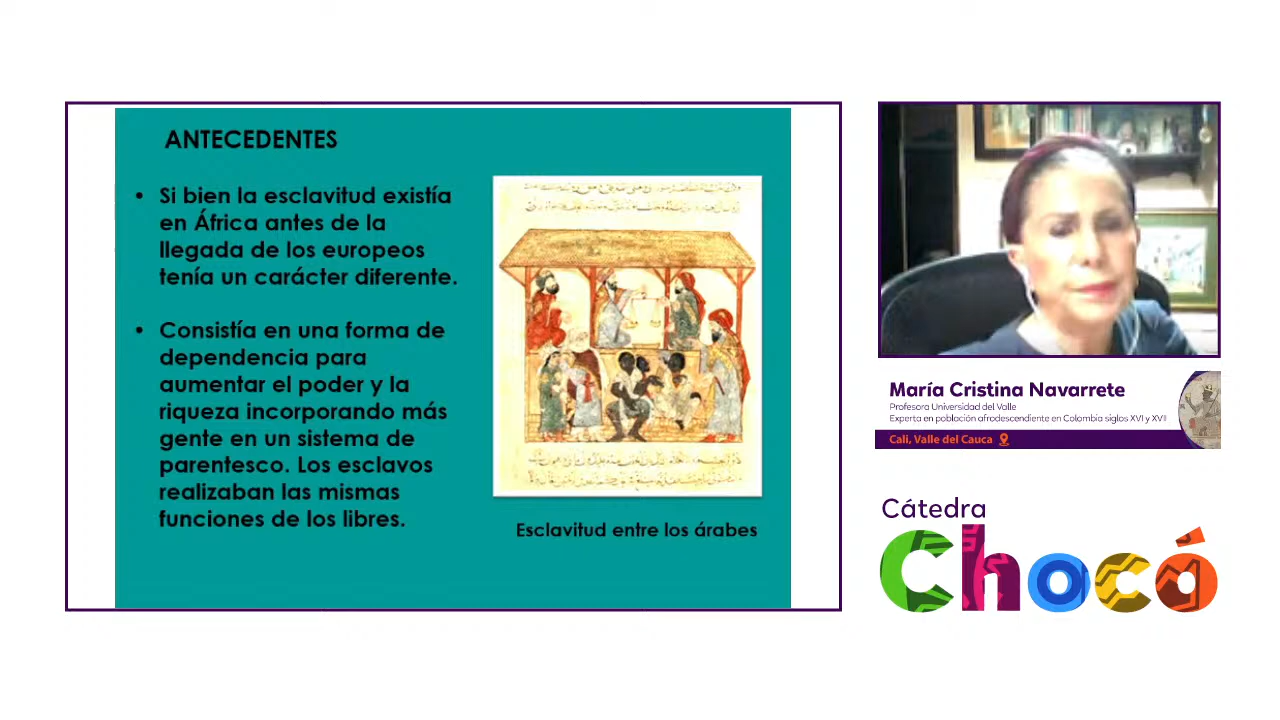 ANTECEDENTES
• Si bien la esclavitud existía
en África antes de la
llegada de los europeos
tenía un carácter diferente.
• Consistía en una forma de
dependencia para
aumentar el poder y la
riqueza incorporando más
gente en un sistema de
parentesco. Los esclavos
realizaban las mismas
funciones de los libres.
Esclavitud entre los árabes
María Cristina Navarrete
Profesora Universidad del Valle
Experta en población afrodescendiente en Colombia siglos XVI y XVII
Cali, Valle del Cauca
Cátedra
Chocó